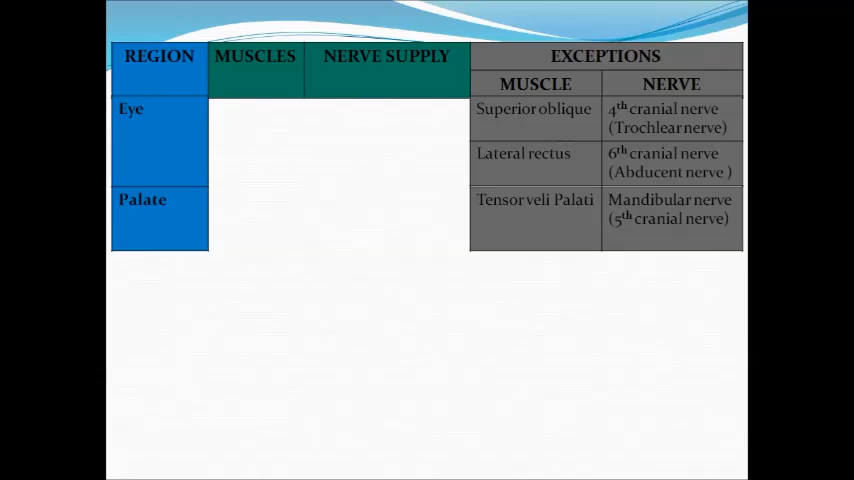 REGION MUSCLES NERVE SUPPLY EXCEPTIONS
MUSCLE NERVE
Eye Superior oblique 4th cranial nerve
(Trochlear nerve)
Lateral rectus 6th cranial nerve
(Abducent nerve )
Palate Tensor veli Palati Mandibular nerve
(5th cranial nerve)